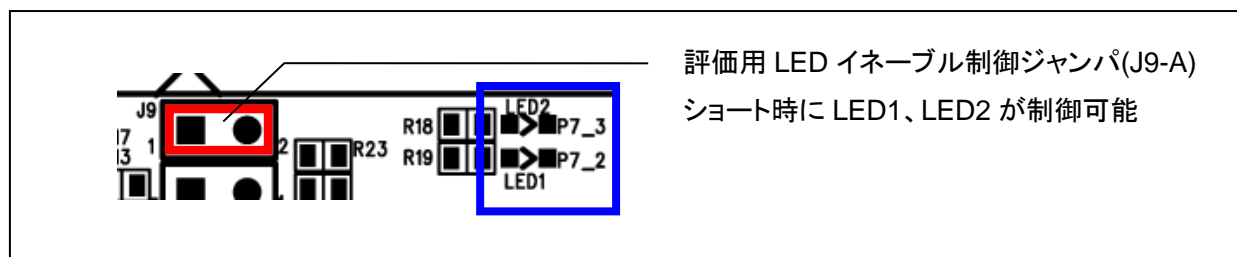 評価用 LED イネーブル制御ジャンパ(J9-A)
ショート時に LED1、LED2 が制御可能
J9
1
2
R23
R18
R19
LED2
P7_3
P7_2
LED1